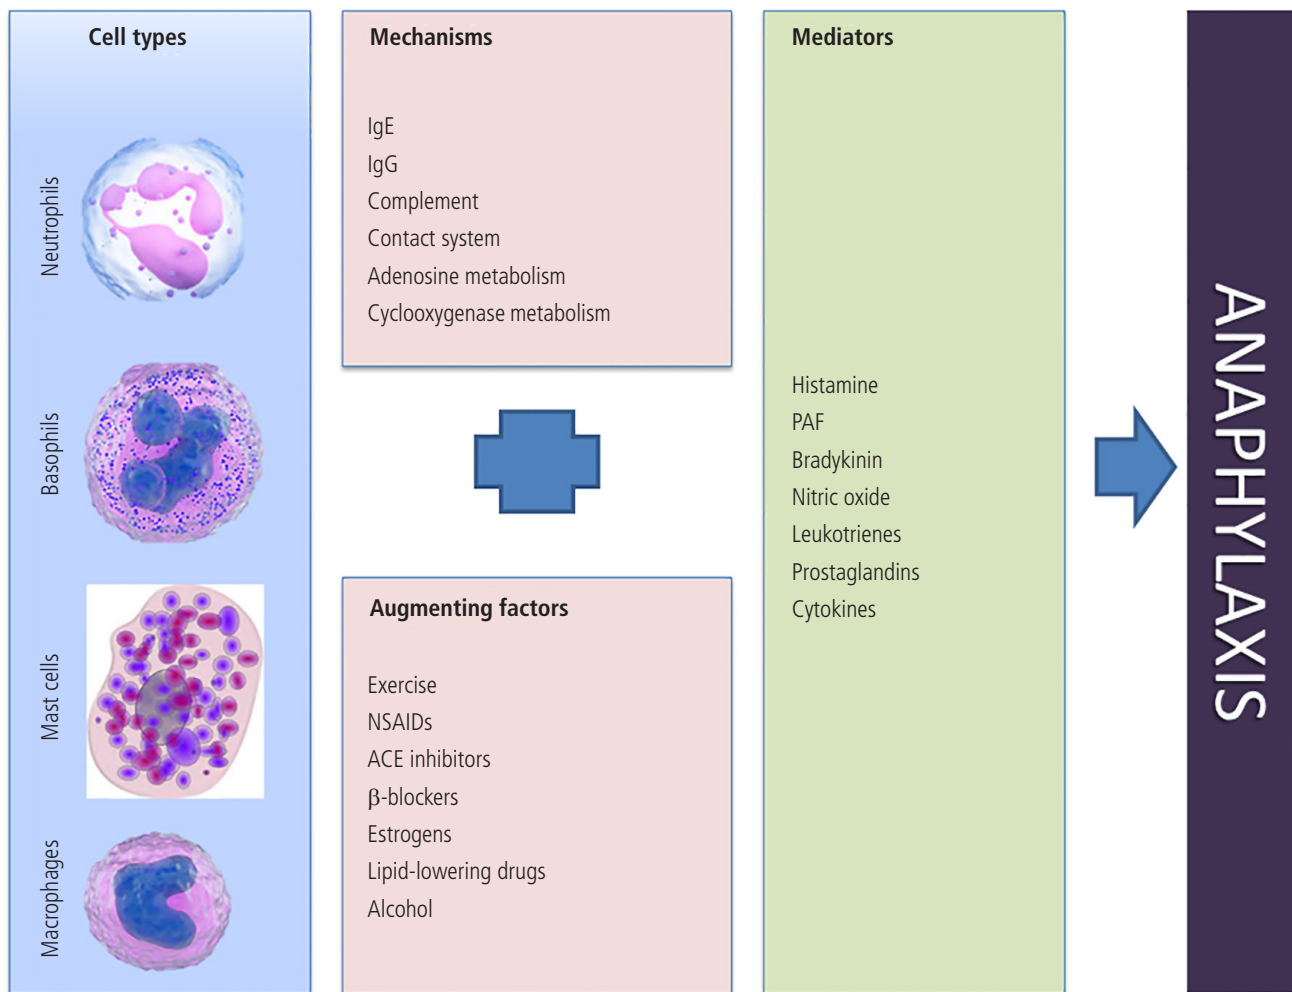 Cell types
Neutrophils
Basophils
Mast cells
Macrophages
Mechanisms
IgE
IgG
Complement
Contact system
Adenosine metabolism
Cyclooxygenase metabolism
Augmenting factors
Exercise
NSAIDs
ACE inhibitors
β-blockers
Estrogens
Lipid-lowering drugs
Alcohol
Mediators
Histamine
PAF
Bradykinin
Nitric oxide
Leukotrienes
Prostaglandins
Cytokines
ANAPHYLAXIS